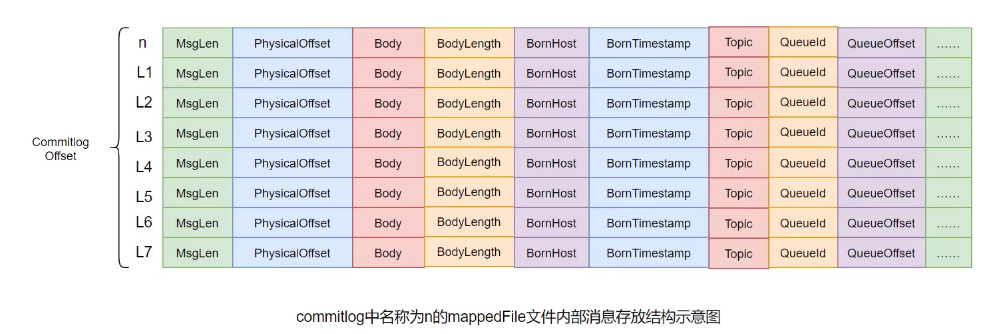 n MsgLen PhysicalOffset Body BodyLength BornHost BornTimestamp Topic QueueId QueueOffset ......
L1 MsgLen PhysicalOffset Body BodyLength BornHost BornTimestamp Topic QueueId QueueOffset ......
L2 MsgLen PhysicalOffset Body BodyLength BornHost BornTimestamp Topic QueueId QueueOffset ......
L3 MsgLen PhysicalOffset Body BodyLength BornHost BornTimestamp Topic QueueId QueueOffset ......
Commitlog
Offset
L4 MsgLen PhysicalOffset Body BodyLength BornHost BornTimestamp Topic QueueId QueueOffset ......
L5 MsgLen PhysicalOffset Body BodyLength BornHost BornTimestamp Topic QueueId QueueOffset ......
L6 MsgLen PhysicalOffset Body BodyLength BornHost BornTimestamp Topic QueueId QueueOffset ......
L7 MsgLen PhysicalOffset Body BodyLength BornHost BornTimestamp Topic QueueId QueueOffset ......
commitlog中名称为n的mappedFile文件内部消息存放结构示意图